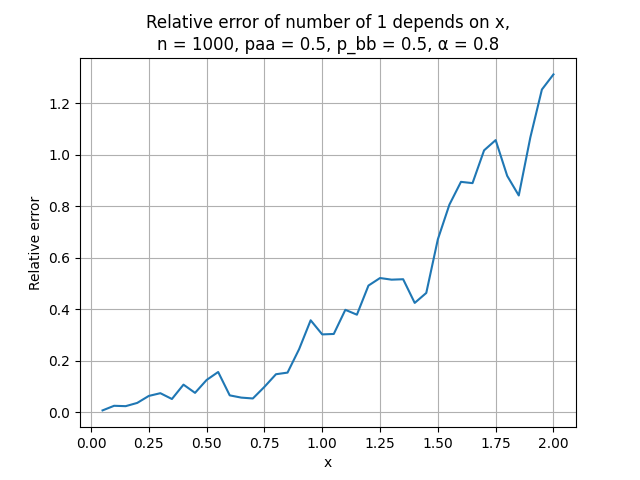 Relative error of number of 1 depends on x,
n = 1000, paa = 0.5, p_bb = 0.5, α = 0.8
1.2
1.0
0.8
0.6
0.4
0.2
0.0
Relative error
0.00 0.25 0.50 0.75 1.00 1.25 1.50 1.75 2.00
x